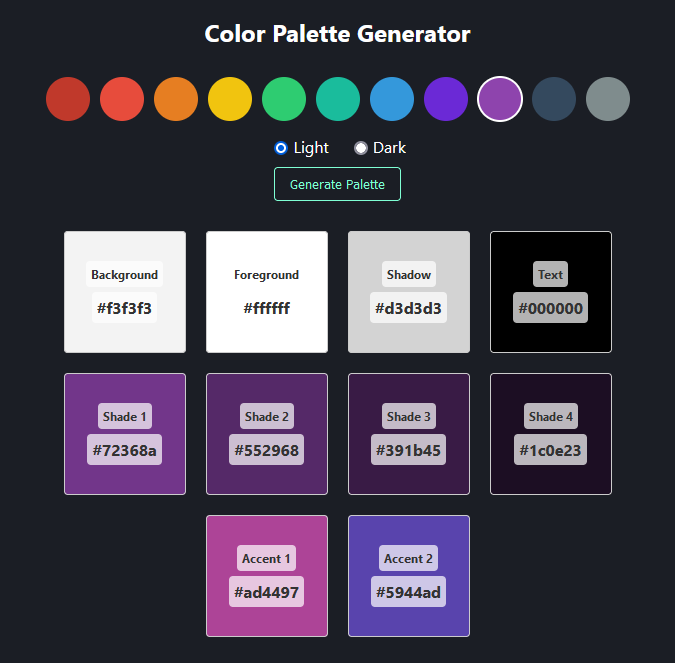 Color Palette Generator
Light Dark
Generate Palette
Background Foreground Shadow Text
#f3f3f3 #ffffff #d3d3d3 #000000
Shade 1 Shade 2 Shade 3 Shade 4
#72368a #552968 #391b45 #1c0e23
Accent 1 Accent 2
#ad4497 #5944ad